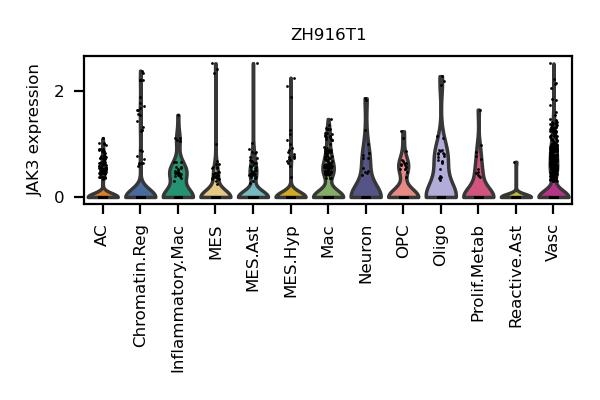 ZH916T1
JAK3 expression
2
0
AC
Chromatin.Reg
Inflammatory.Mac
MES
MES.Ast
MES.Hyp
Mac
Neuron
OPC
Oligo
Prolif.Metab
Reactive.Ast
Vasc